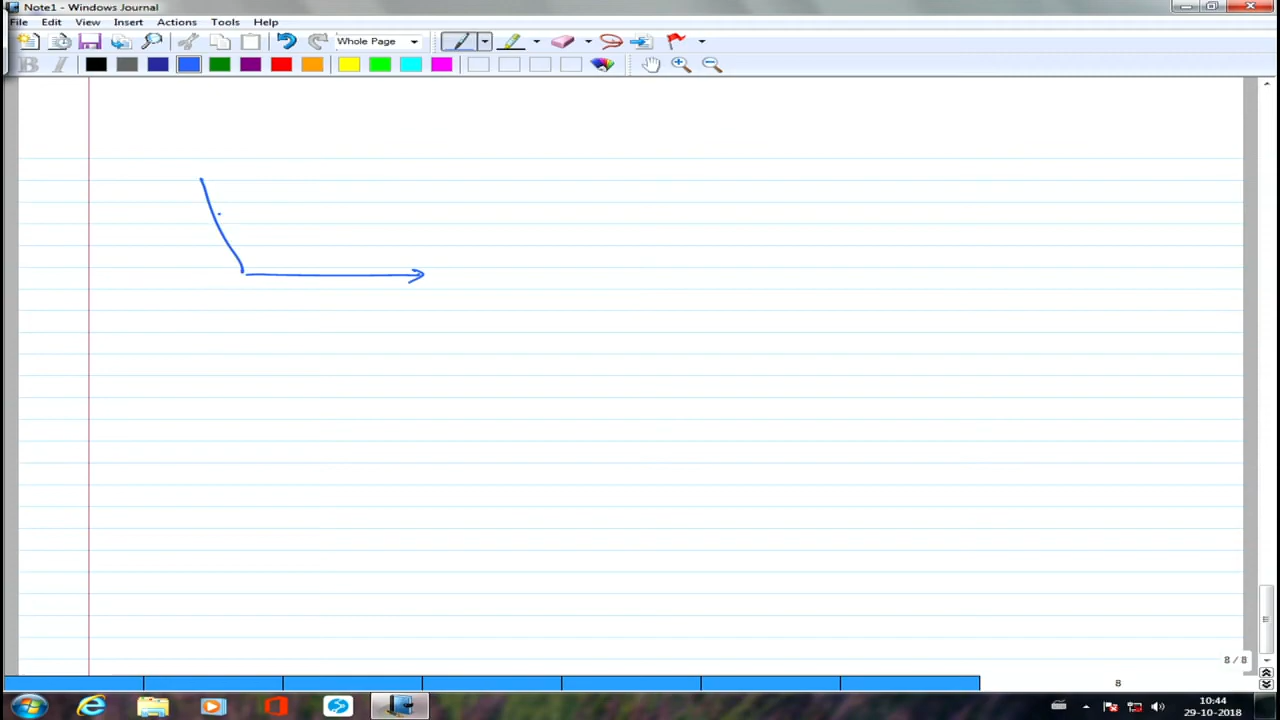 Note1 - Windows Journal
File Edit View Insert Actions Tools Help
Whole Page
B I
8 / 8
8
10:44
29-10-2018